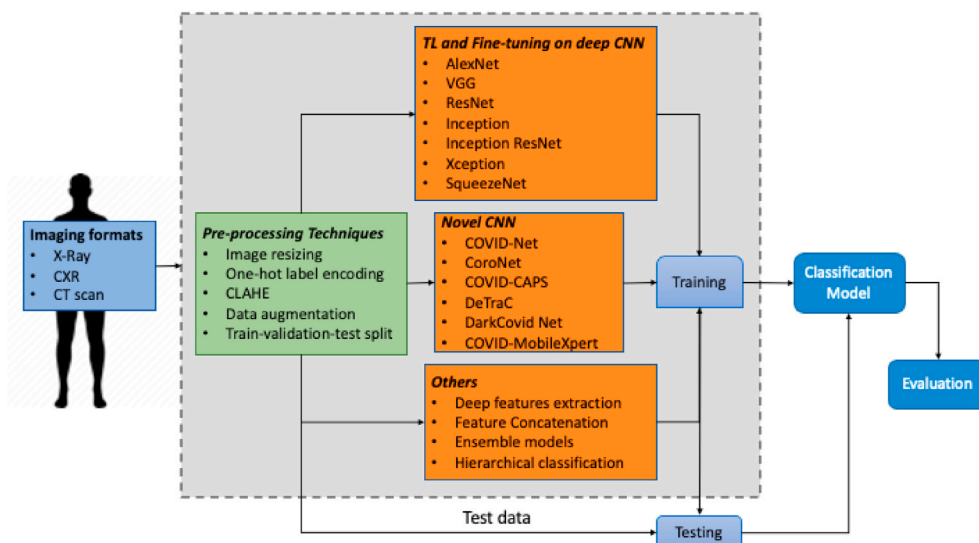 Imaging formats
• X-Ray
• CXR
• CT scan
Pre-processing Techniques
• Image resizing
• One-hot label encoding
• CLAHE
• Data augmentation
• Train-validation-test split
TL and Fine-tuning on deep CNN
• AlexNet
• VGG
• ResNet
• Inception
• Inception ResNet
• Xception
• SqueezeNet
Novel CNN
• COVID-Net
• CoroNet
• COVID-CAPS
• DeTraC
• DarkCovid Net
• COVID-MobileXpert
Others
• Deep features extraction
• Feature Concatenation
• Ensemble models
• Hierarchical classification
Training
Classification
Model
Evaluation
Test data
Testing